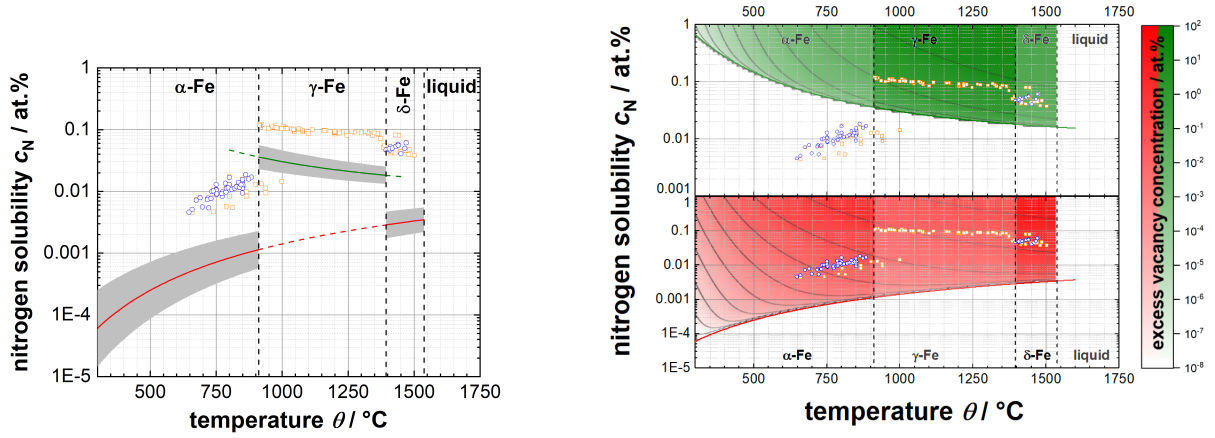 α-Fe γ-Fe δ-Fe liquid
nitrogen solubility cN / at.%
1
0.1
0.01
0.001
1E-4
1E-5
500 750 1000 1250 1500 1750
temperature θ / °C
500 750 1000 1250 1500 1750
α-Fe γ-Fe δ-Fe liquid
nitrogen solubility cN / at.%
1
0.1
0.01
0.001
0.1
0.01
0.001
1E-4
1E-5
α-Fe γ-Fe δ-Fe liquid
500 750 1000 1250 1500 1750
temperature θ / °C
excess vacancy concentration / at.%
10²
10¹
10⁰
10⁻¹
10⁻²
10⁻³
10⁻⁴
10⁻⁵
10⁻⁶
10⁻⁷
10⁻⁸